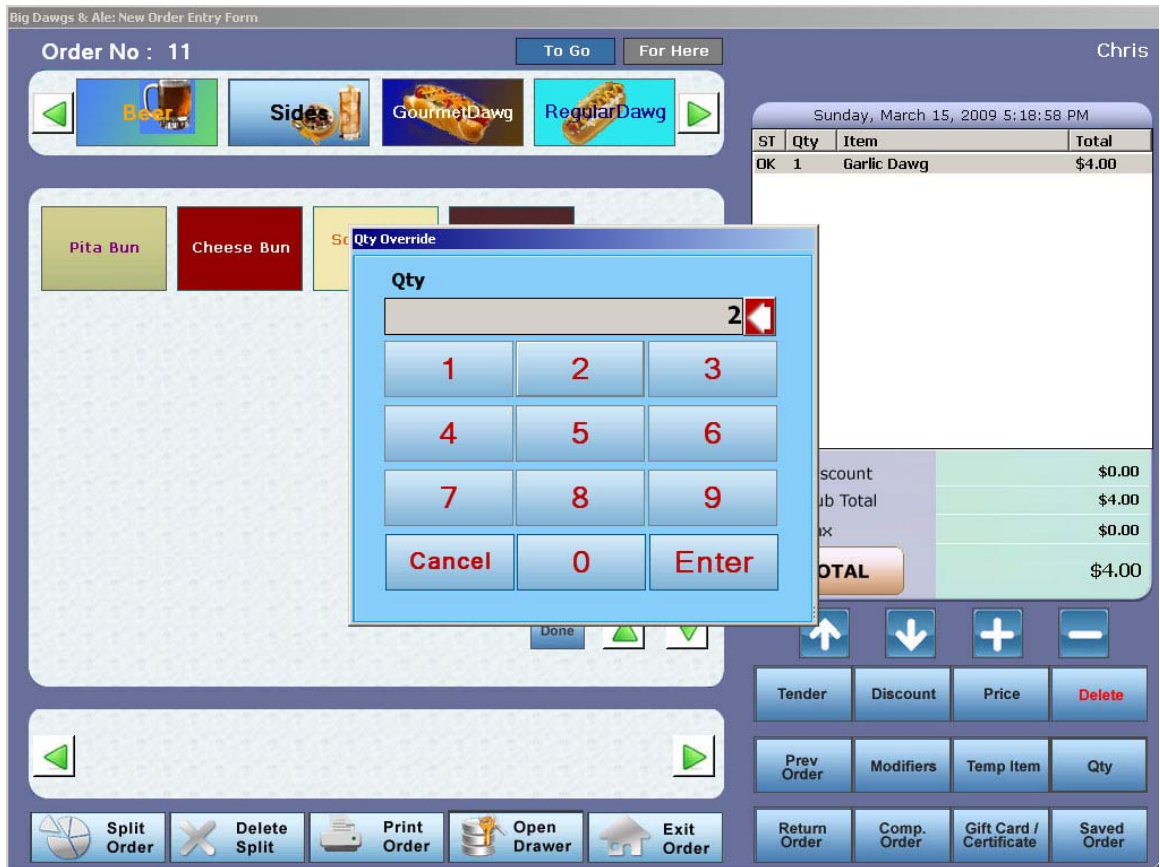 Big Dawgs & Ale: New Order Entry Form
Order No : 11
To Go
For Here
Chris
Beer
Sides
GourmetDawg
RegularDawg
Sunday, March 15, 2009 5:18:58 PM
ST Qty Item Total
OK 1 Garlic Dawg $4.00
Pita Bun
Cheese Bun
Qty Override
Qty
2
1 2 3
4 5 6
7 8 9
Cancel 0 Enter
$0.00
Total $4.00
$0.00
$4.00
Done
Tender Discount Price Delete
Prev Order
Modifiers
Temp Item
Qty
Split Order
Delete Split
Print Order
Open Drawer
Exit Order
Return Order
Comp. Order
Gift Card / Certificate
Saved Order